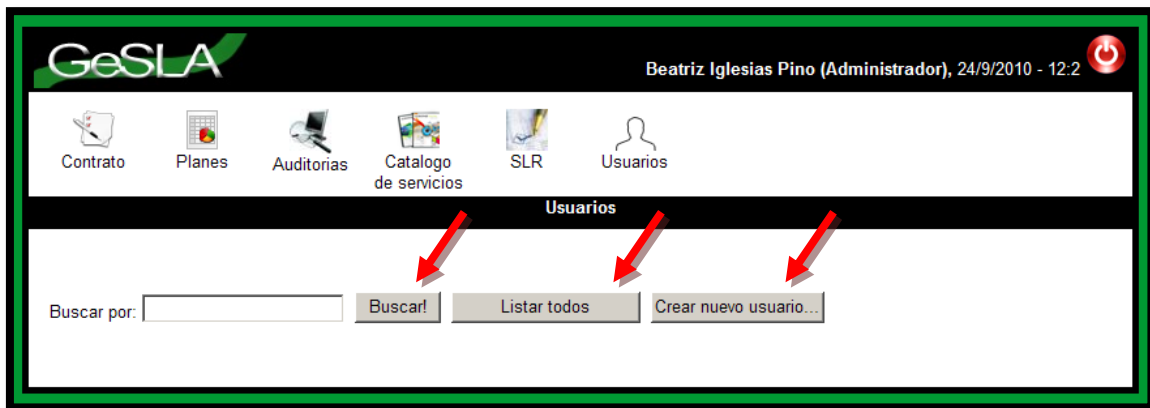 GeSLA
Beatriz Iglesias Pino (Administrador), 24/9/2010 - 12:2
Contrato
Planes
Auditorias
Catalogo
de servicios
SLR
Usuarios
Usuarios
Buscar por:
Buscar!
Listar todos
Crear nuevo usuario...